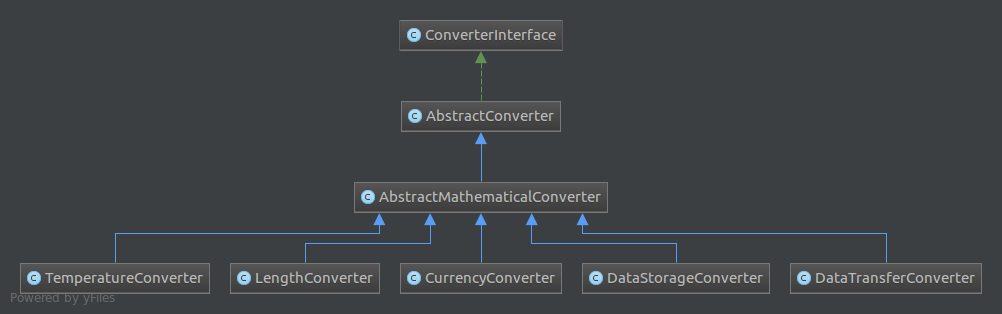 C ConverterInterface
C AbstractConverter
C AbstractMathematicalConverter
C TemperatureConverter C LengthConverter C CurrencyConverter C DataStorageConverter C DataTransferConverter
Powered by yFiles